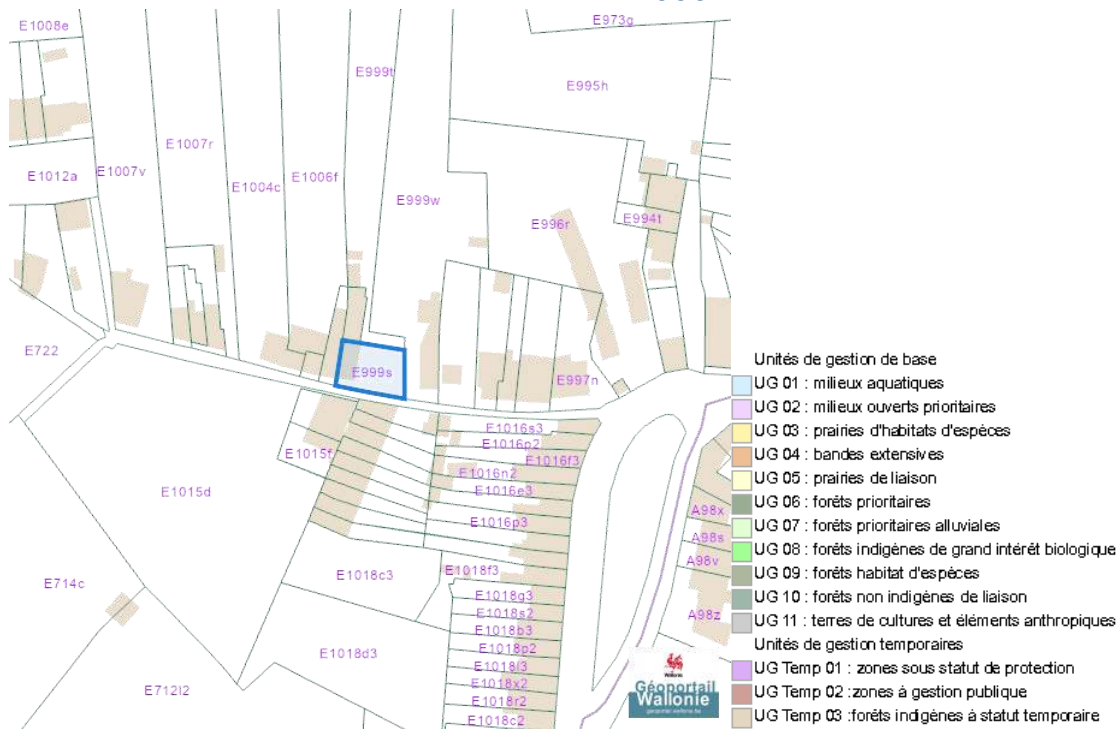 E1008e
E973g
E999t
E995h
E1007r
E1012a
E1007v
E1004c
E1006f
E999w
E996r
E994t
E722
E999s
E997n
E1016s3
E1016p2
E1016f3
E1015f
E1016n2
E1016e3
E1015d
E1016p3
A98x
A98s
A98v
E1018c3
E1018f3
E714c
E1018g3
E1018s2
E1018b3
A98z
E1018p2
E1018d3
E1018l3
E1018x2
E712l2
E1018r2
E1018c2
Wallonie
Géoportail
Wallonie
geoportail.wallonie.be
Unités de gestion de base
UG 01 : milieux aquatiques
UG 02 : milieux ouverts prioritaires
UG 03 : prairies d'habitats d'espéces
UG 04 : bandes extensives
UG 05 : prairies de liaison
UG 06 : forêts prioritaires
UG 07 : forêts prioritaires alluviales
UG 08 : forêts indigènes de grand intérêt biologique
UG 09 : forêts habitat d'espéces
UG 10 : forêts non indigènes de liaison
UG 11 : terres de cultures et éléments anthropiques
Unités de gestion temporaires
UG Temp 01 : zones sous statut de protection
UG Temp 02 :zones à gestion publique
UG Temp 03 :forêts indigènes à statut temporaire